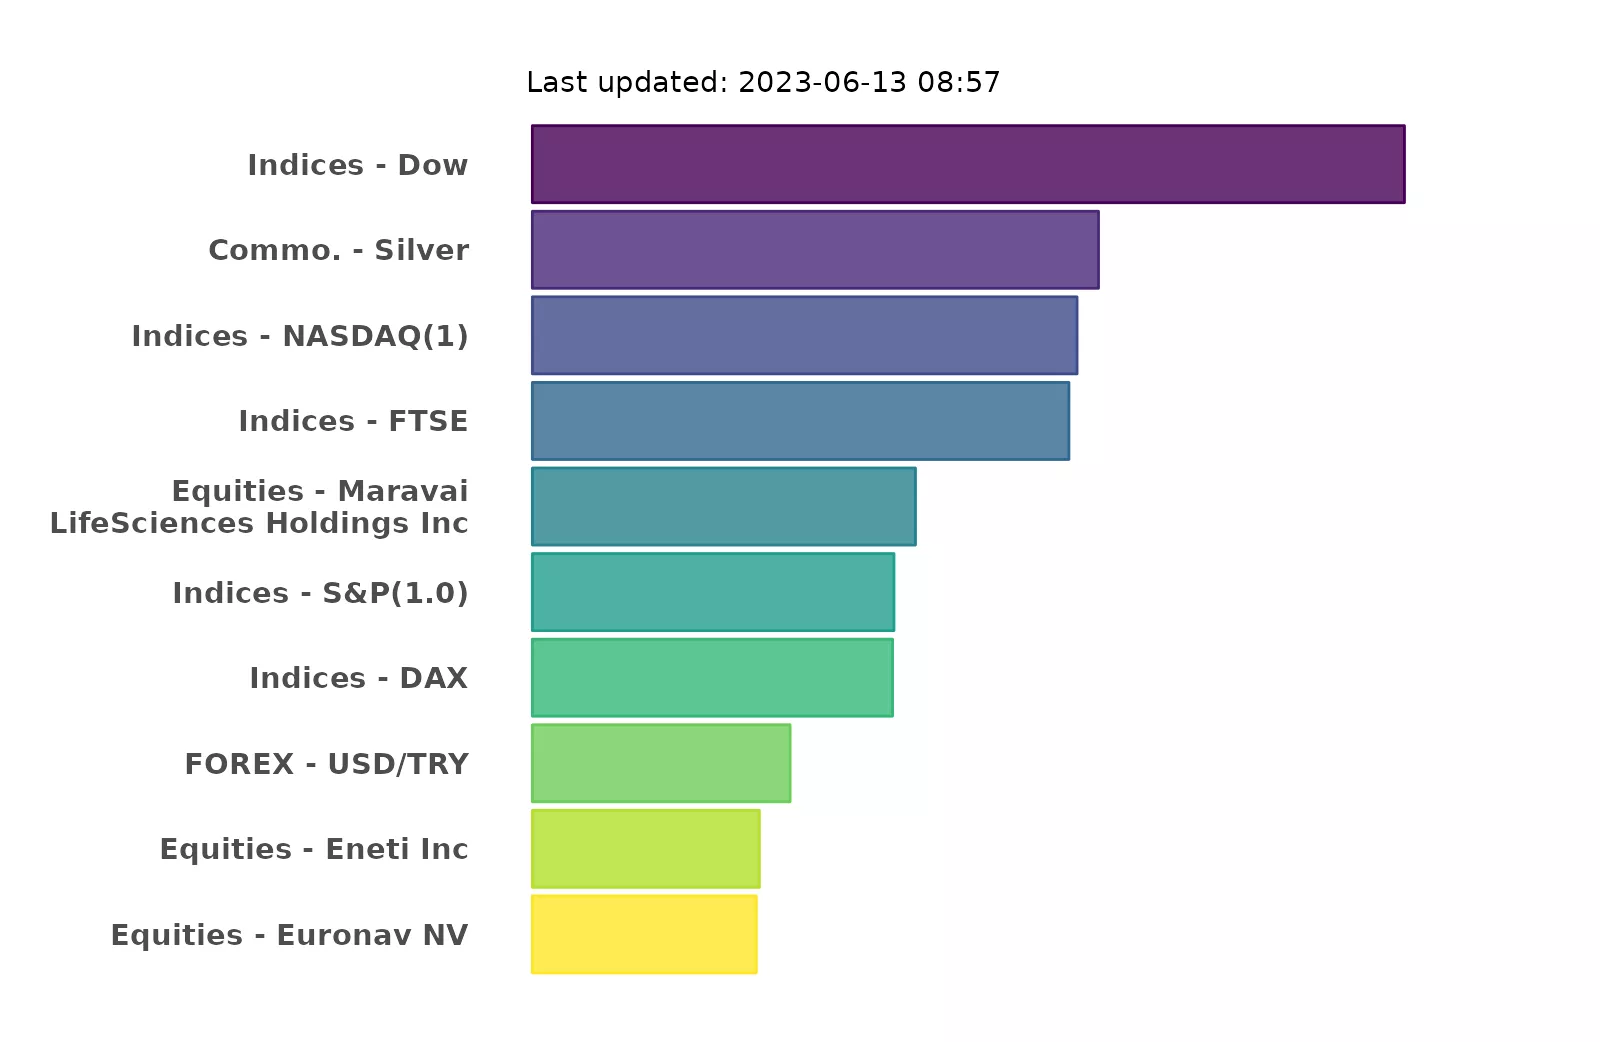 Last updated: 2023-06-13 08:57
Indices - Dow
Commo. - Silver
Indices - NASDAQ(1)
Indices - FTSE
Equities - Maravai
LifeSciences Holdings Inc
Indices - S&P(1.0)
Indices - DAX
FOREX - USD/TRY
Equities - Eneti Inc
Equities - Euronav NV